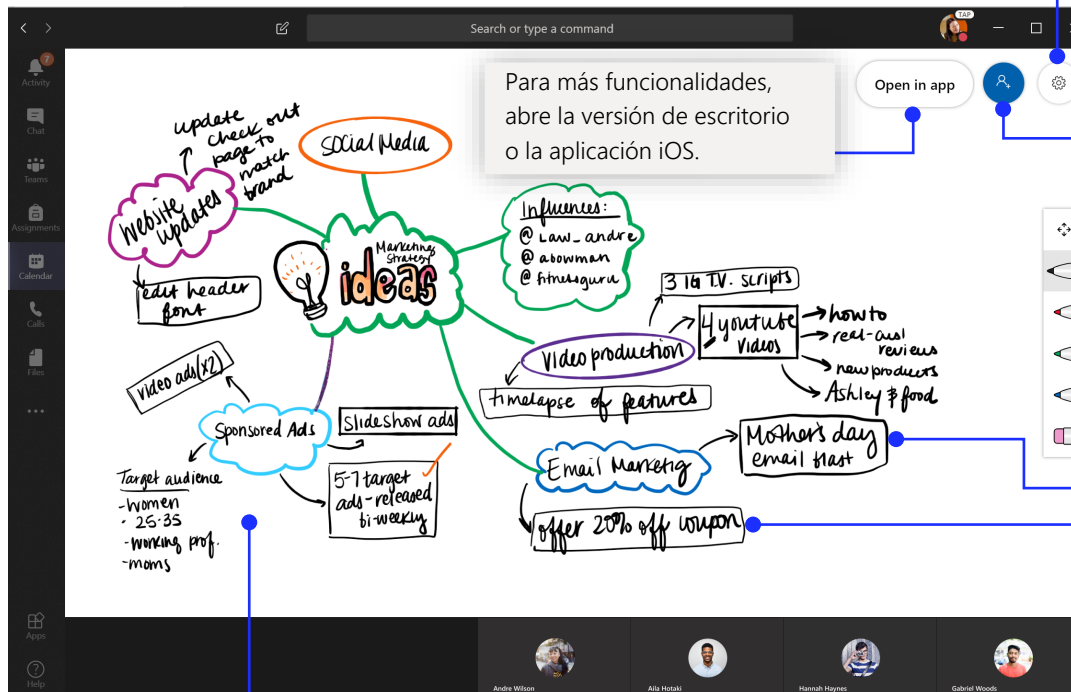 Search or type a command
TAP
7
Activity
Chat
Teams
Assignments
Calendar
Calls
Files
Apps
Help
Para más funcionalidades,
abre la versión de escritorio
o la aplicación iOS.
Open in app
update
check out
page to
match
brand
Social Media
Website
updates
edit header
font
Marketing
Strategy
ideas
Influences:
@ Law_andre
@ abowman
@ fitnessguru
3 IG T.V. scripts
4 youtube
videos
how to
real-cust
reviews
new products
Ashley & food
Video production
timelapse of features
video ads (x2)
Sponsored Ads
Slideshow ads
Target audience
-women
- 25-35
-working prof.
-moms
5-7 target
ads-released
bi-weekly
Email Marketig
Mother's day
email blast
offer 20% off coupon
Andre Wilson
Aila Hotaki
Hannah Haynes
Gabriel Woods